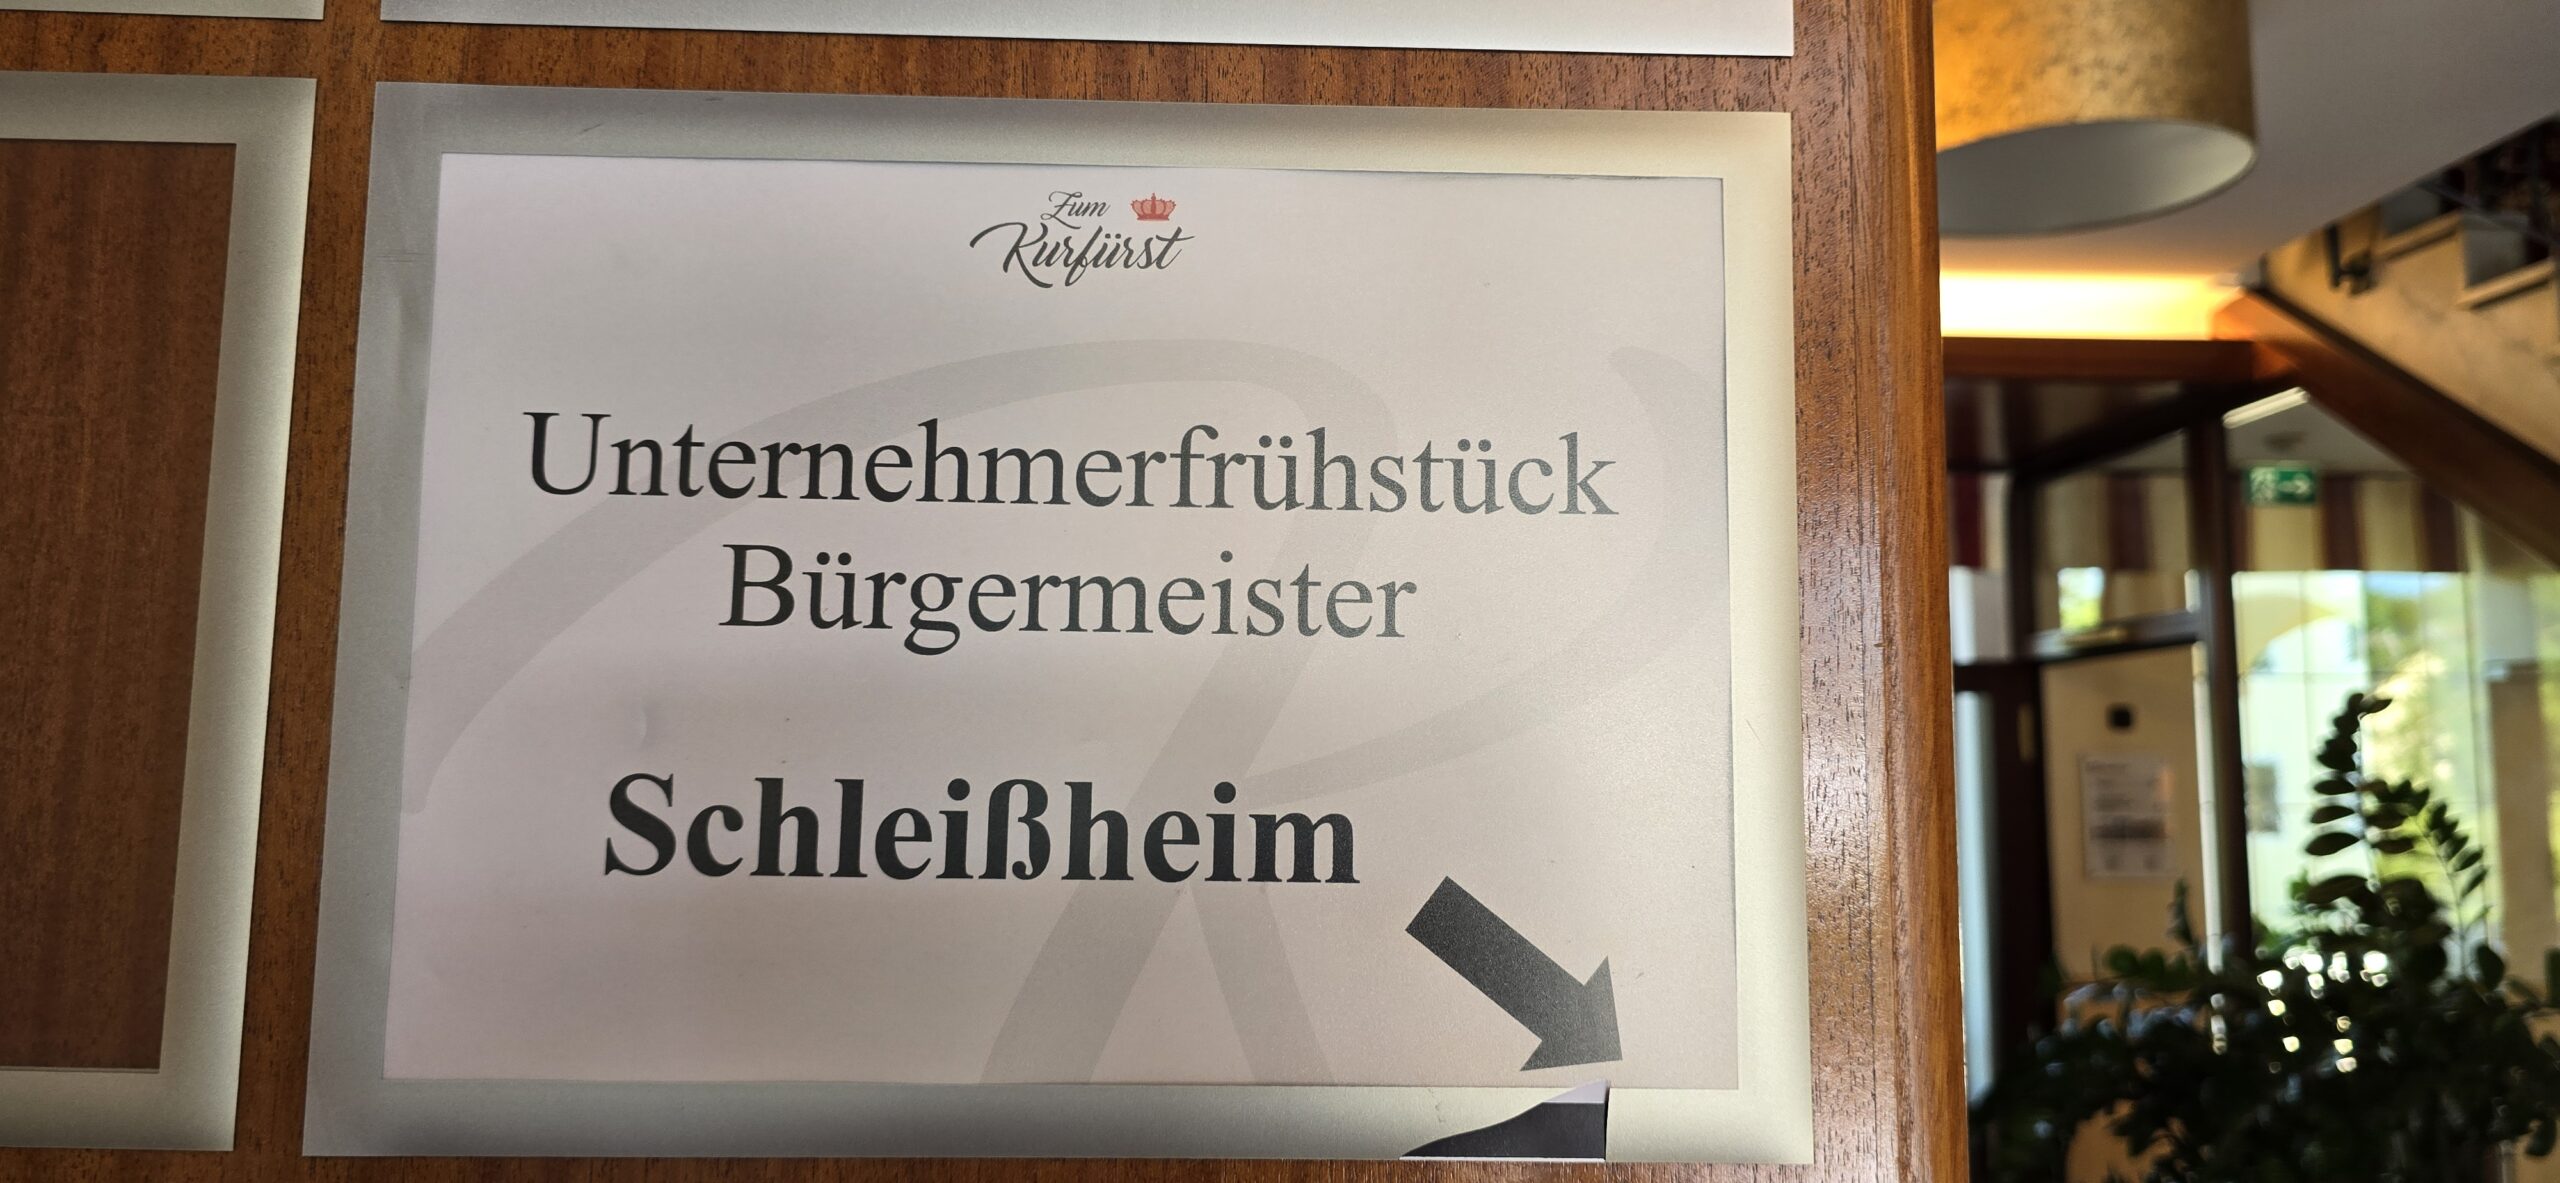 Zum
Kurfürst
Unternehmerfrühstück
Bürgermeister
Schleißheim